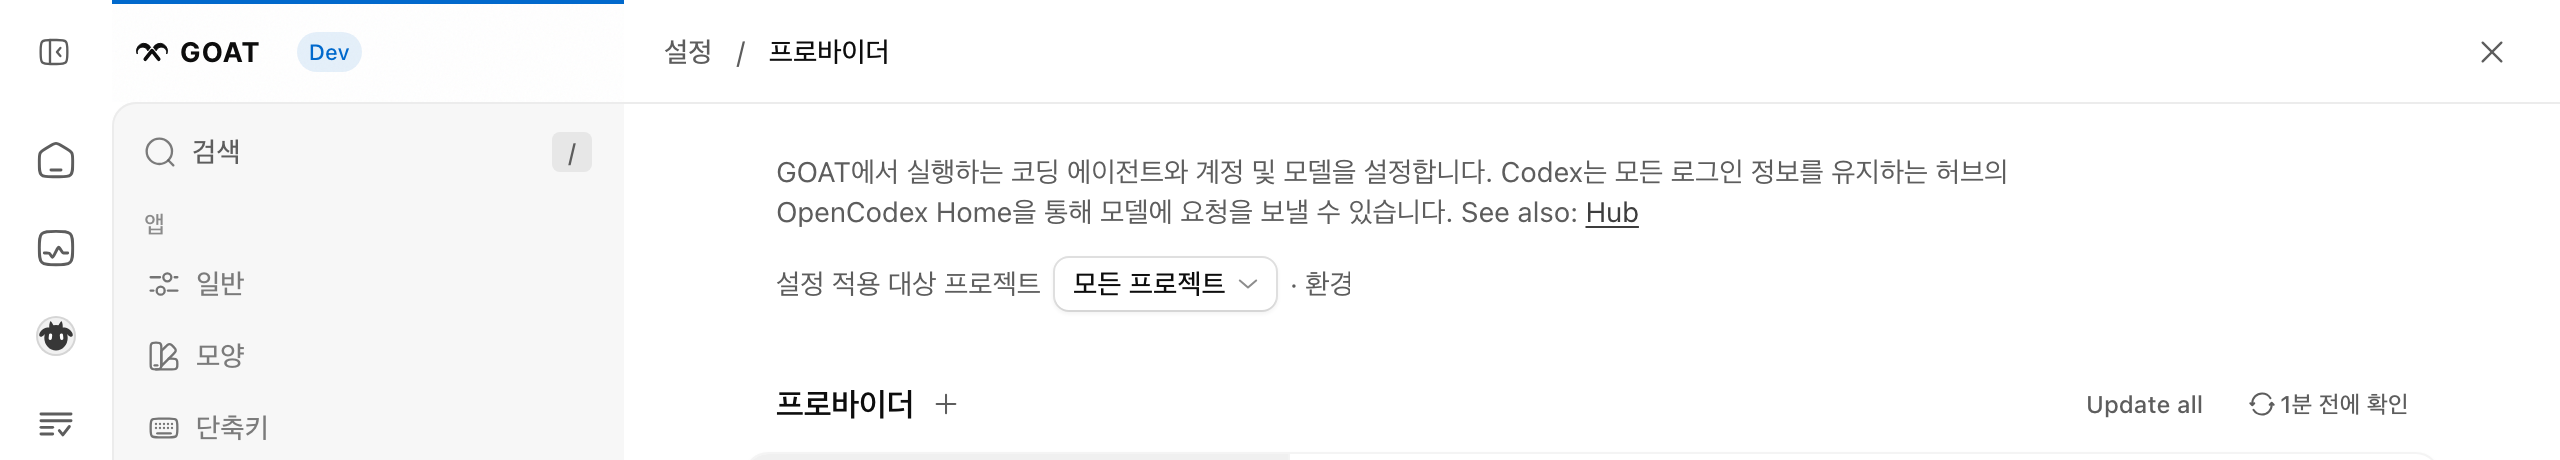 GOAT Dev
설정 / 프로바이더
검색 /
앱
일반
모양
단축키
GOAT에서 실행하는 코딩 에이전트와 계정 및 모델을 설정합니다. Codex는 모든 로그인 정보를 유지하는 허브의
OpenCodex Home을 통해 모델에 요청을 보낼 수 있습니다. See also: Hub
설정 적용 대상 프로젝트 모든 프로젝트 · 환경
프로바이더
Update all 1분 전에 확인